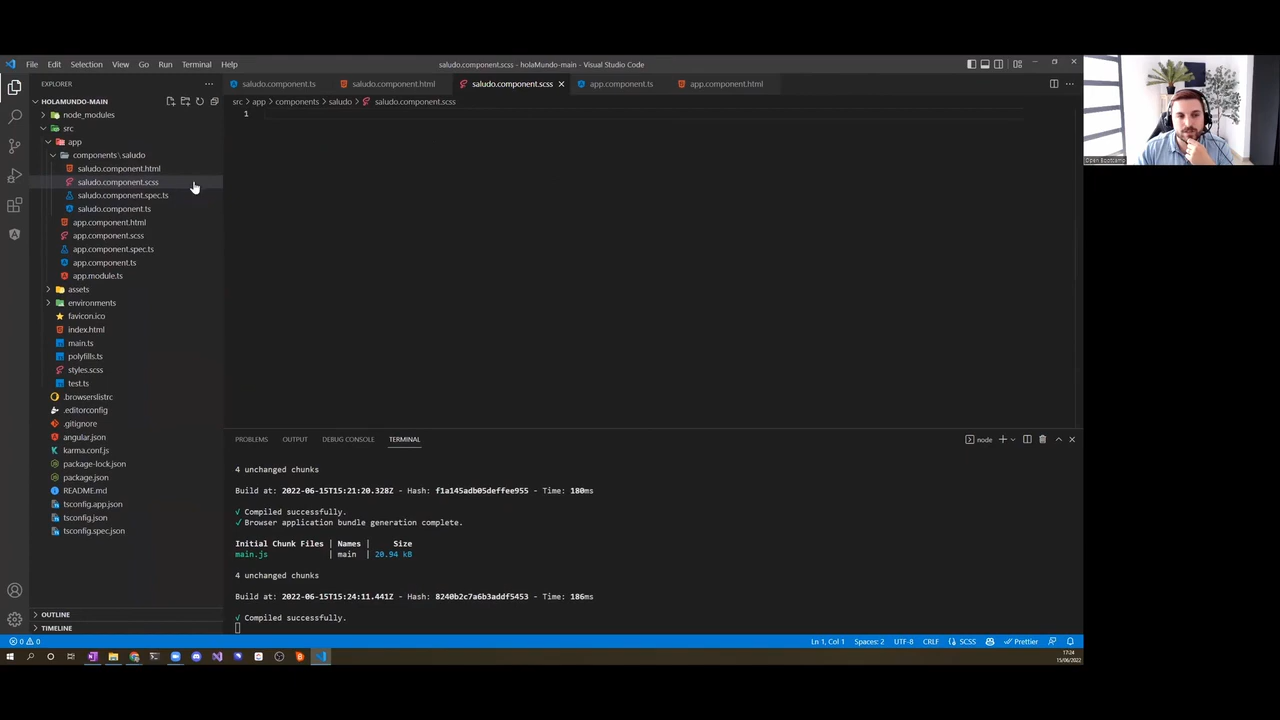 File Edit Selection View Go Run Terminal Help
saludo.component.scss - holaMundo-main - Visual Studio Code
EXPLORER
saludo.component.ts
saludo.component.html
saludo.component.scss
app.component.ts
app.component.html
HOLAMUNDO-MAIN
src > app > components > saludo > saludo.component.scss
1
node_modules
src
app
components \ saludo
saludo.component.html
saludo.component.scss
saludo.component.spec.ts
saludo.component.ts
app.component.html
app.component.scss
app.component.spec.ts
app.component.ts
app.module.ts
assets
environments
favicon.ico
index.html
main.ts
polyfills.ts
styles.scss
test.ts
.browserslistrc
.editorconfig
.gitignore
angular.json
karma.conf.js
package-lock.json
package.json
README.md
tsconfig.app.json
tsconfig.json
tsconfig.spec.json
OUTLINE
TIMELINE
PROBLEMS OUTPUT DEBUG CONSOLE TERMINAL
node
4 unchanged chunks
Build at: 2022-06-15T15:21:20.328Z - Hash: f1a145adb05deffee955 - Time: 180ms
√ Compiled successfully.
√ Browser application bundle generation complete.
Initial Chunk Files | Names | Size
main.js | main | 20.94 kB
4 unchanged chunks
Build at: 2022-06-15T15:24:11.441Z - Hash: 8240b2c7a6b3addf5453 - Time: 186ms
√ Compiled successfully.
0 0
Ln 1, Col 1 Spaces: 2 UTF-8 CRLF SCSS Prettier
17:24
15/06/2022
Open Bootcamp